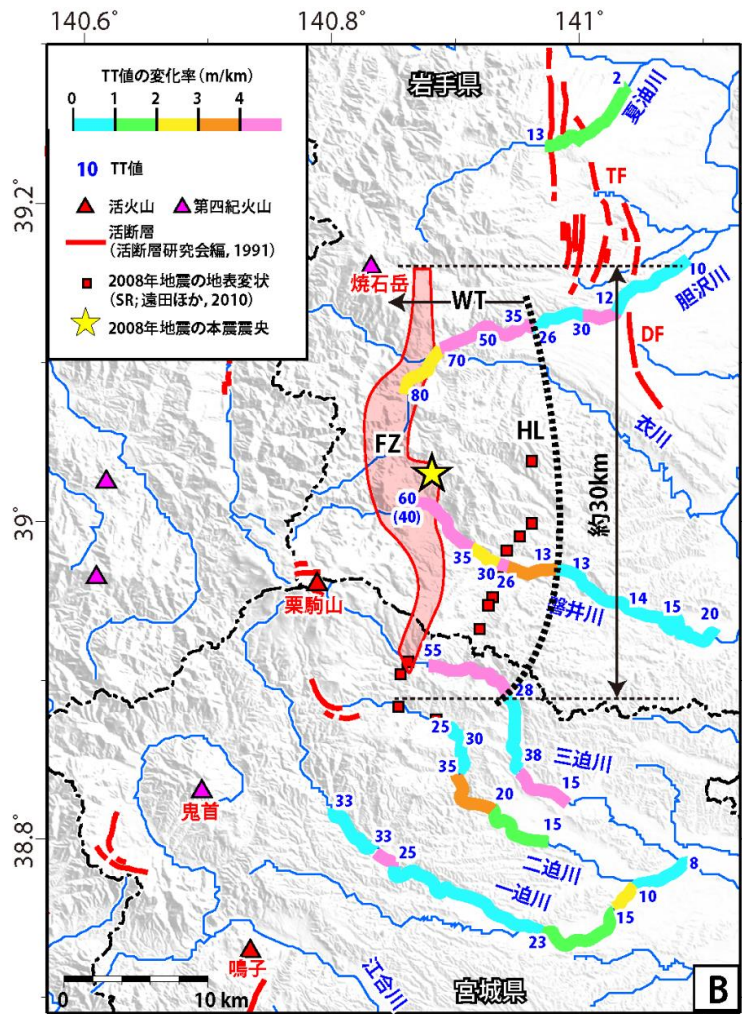 140.6°
140.8°
141°
39.2°
39°
38.8°
TT値の変化率 (m/km)
0 1 2 3 4
10 TT値
活火山 第四紀火山
活断層
(活断層研究会編, 1991)
2008年地震の地表変状
(SR; 遠田ほか, 2010)
2008年地震の本震震央
岩手県
2
夏油川
13
TF
焼石岳
10
胆沢川
WT
12
35
30
26
50
70
80
DF
衣川
FZ
HL
約30km
60
(40)
35
30
26
13
13
14
15
20
磐井川
栗駒山
55
28
25
30
38
三迫川
35
15
20
15
鬼首
33
33
25
二迫川
8
10
一迫川
15
23
鳴子
江合川
宮城県
0 10 km
B